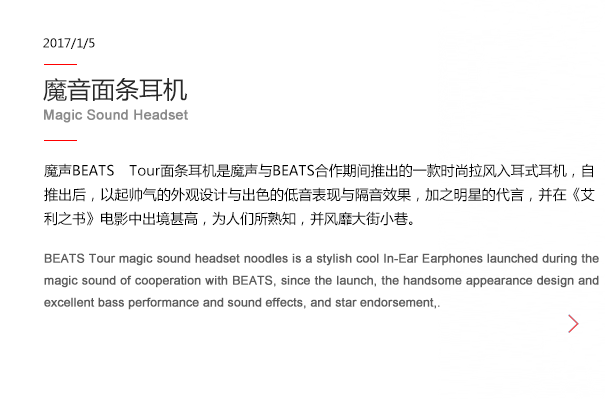 2017/1/5
魔音面条耳机
Magic Sound Headset
魔声BEATS Tour面条耳机是魔声与BEATS合作期间推出的一款时尚拉风入耳式耳机，自
推出后，以起帅气的外观设计与出色的低音表现与隔音效果，加之明星的代言，并在《艾
利之书》电影中出境甚高，为人们所熟知，并风靡大街小巷。
BEATS Tour magic sound headset noodles is a stylish cool In-Ear Earphones launched during the
magic sound of cooperation with BEATS, since the launch, the handsome appearance design and
excellent bass performance and sound effects, and star endorsement,.